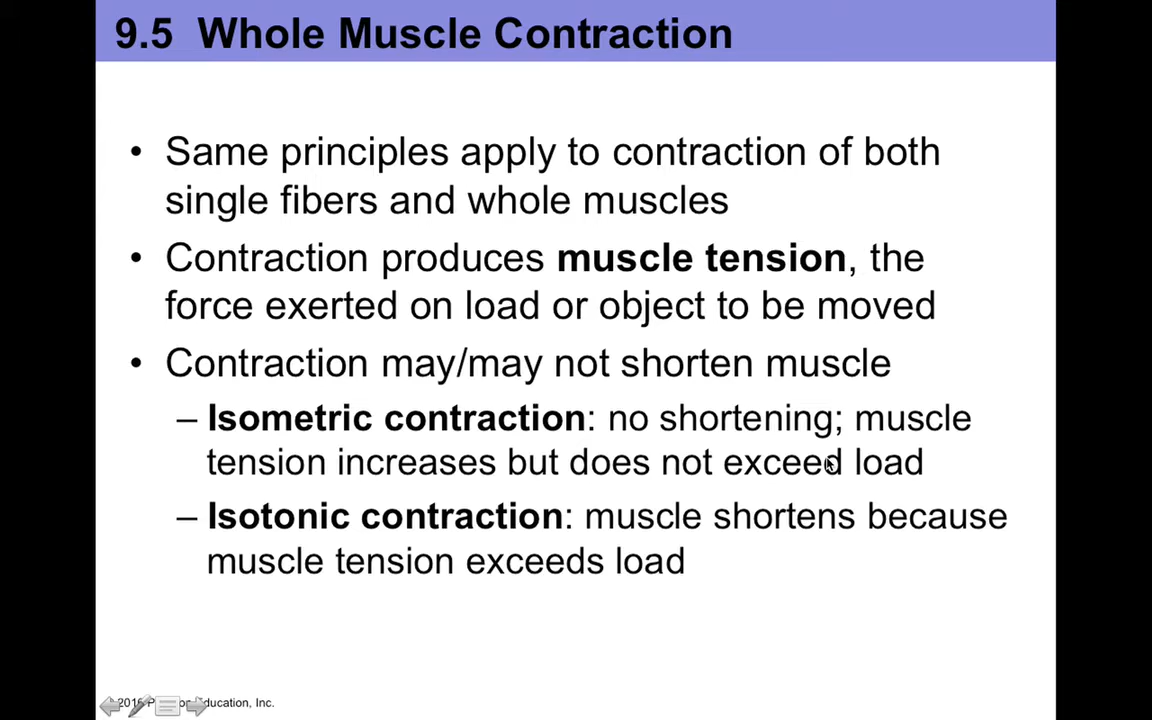 9.5 Whole Muscle Contraction
• Same principles apply to contraction of both
single fibers and whole muscles
• Contraction produces muscle tension, the
force exerted on load or object to be moved
• Contraction may/may not shorten muscle
– Isometric contraction: no shortening; muscle
tension increases but does not exceed load
– Isotonic contraction: muscle shortens because
muscle tension exceeds load
Inc.